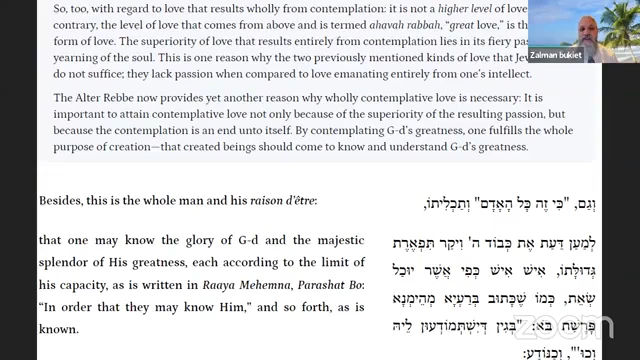 So, too, with regard to love that results wholly from contemplation: it is not a higher level of love
contrary, the level of love that comes from above and is termed ahavah rabbah, “great love,” is th
form of love. The superiority of love that results entirely from contemplation lies in its fiery pas
yearning of the soul. This is one reason why the two previously mentioned kinds of love that Je
do not suffice; they lack passion when compared to love emanating entirely from one’s intellect.
Zalman bukiet
The Alter Rebbe now provides yet another reason why wholly contemplative love is necessary: It is
important to attain contemplative love not only because of the superiority of the resulting passion, but
because the contemplation is an end unto itself. By contemplating G-d’s greatness, one fulfills the whole
purpose of creation—that created beings should come to know and understand G-d’s greatness.
Besides, this is the whole man and his raison d’être:
וְגַם, "כִּי זֶה כָּל הָאָדָם" וְתַכְלִיתוֹ,
that one may know the glory of G-d and the majestic
splendor of His greatness, each according to the limit of
his capacity, as is written in Raaya Mehemna, Parashat Bo:
“In order that they may know Him,” and so forth, as is
known.
לְמַעַן דַּעַת אֶת כְּבוֹד ה' וִיקַר תִּפְאֶרֶת
גְּדוּלָּתוֹ, אִישׁ אִישׁ כְּפִי אֲשֶׁר יוּכַל
שְׂאֵת, כְּמוֹ שֶׁכָּתוּב בְּרַעְיָא מְהֵימְנָא
פָּרָשַׁת בֹּא: "בְּגִין דְּיִשְׁתְּמוֹדְעוּן לֵיהּ
וְכוּ'", וְכַנּוֹדָע:
zoom